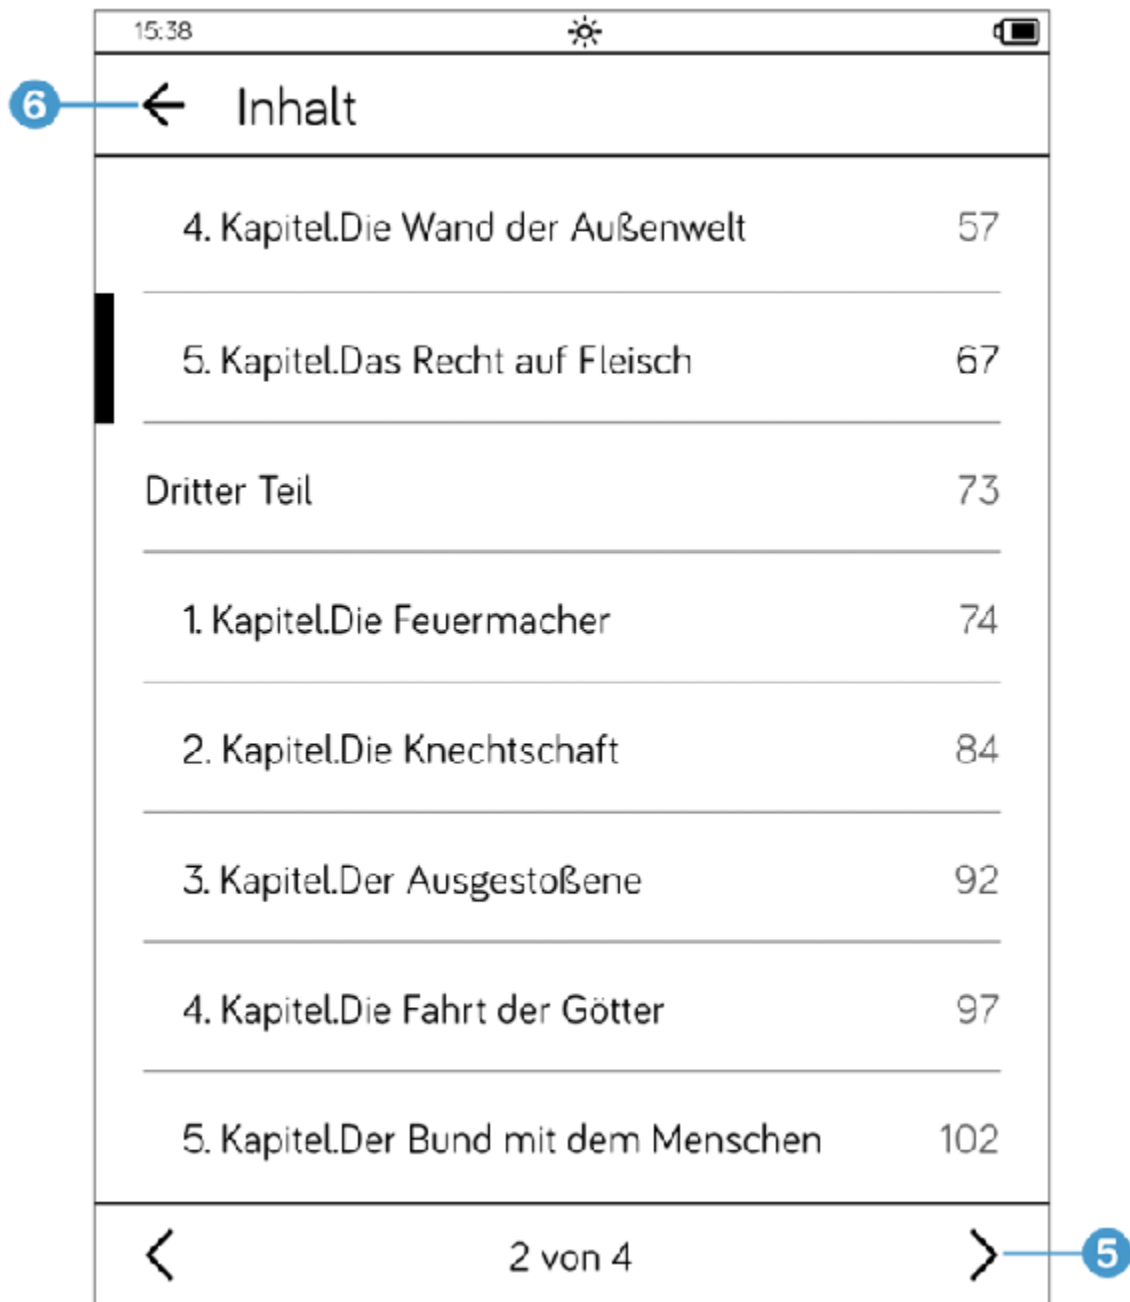 15:38
6
Inhalt
4. Kapitel.Die Wand der Außenwelt 57
5. Kapitel.Das Recht auf Fleisch 67
Dritter Teil 73
1. Kapitel.Die Feuermacher 74
2. Kapitel.Die Knechtschaft 84
3. Kapitel.Der Ausgestoßene 92
4. Kapitel.Die Fahrt der Götter 97
5. Kapitel.Der Bund mit dem Menschen 102
2 von 4
5